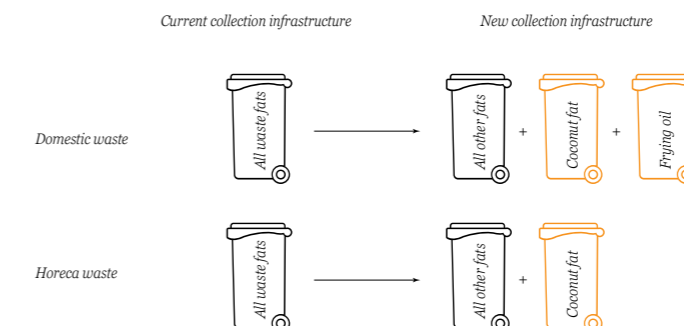 Current collection infrastructure
New collection infrastructure
Domestic waste
All waste fats
All other fats
+
Coconut fat
+
Frying oil
Horeca waste
All waste fats
All other fats
+
Coconut fat